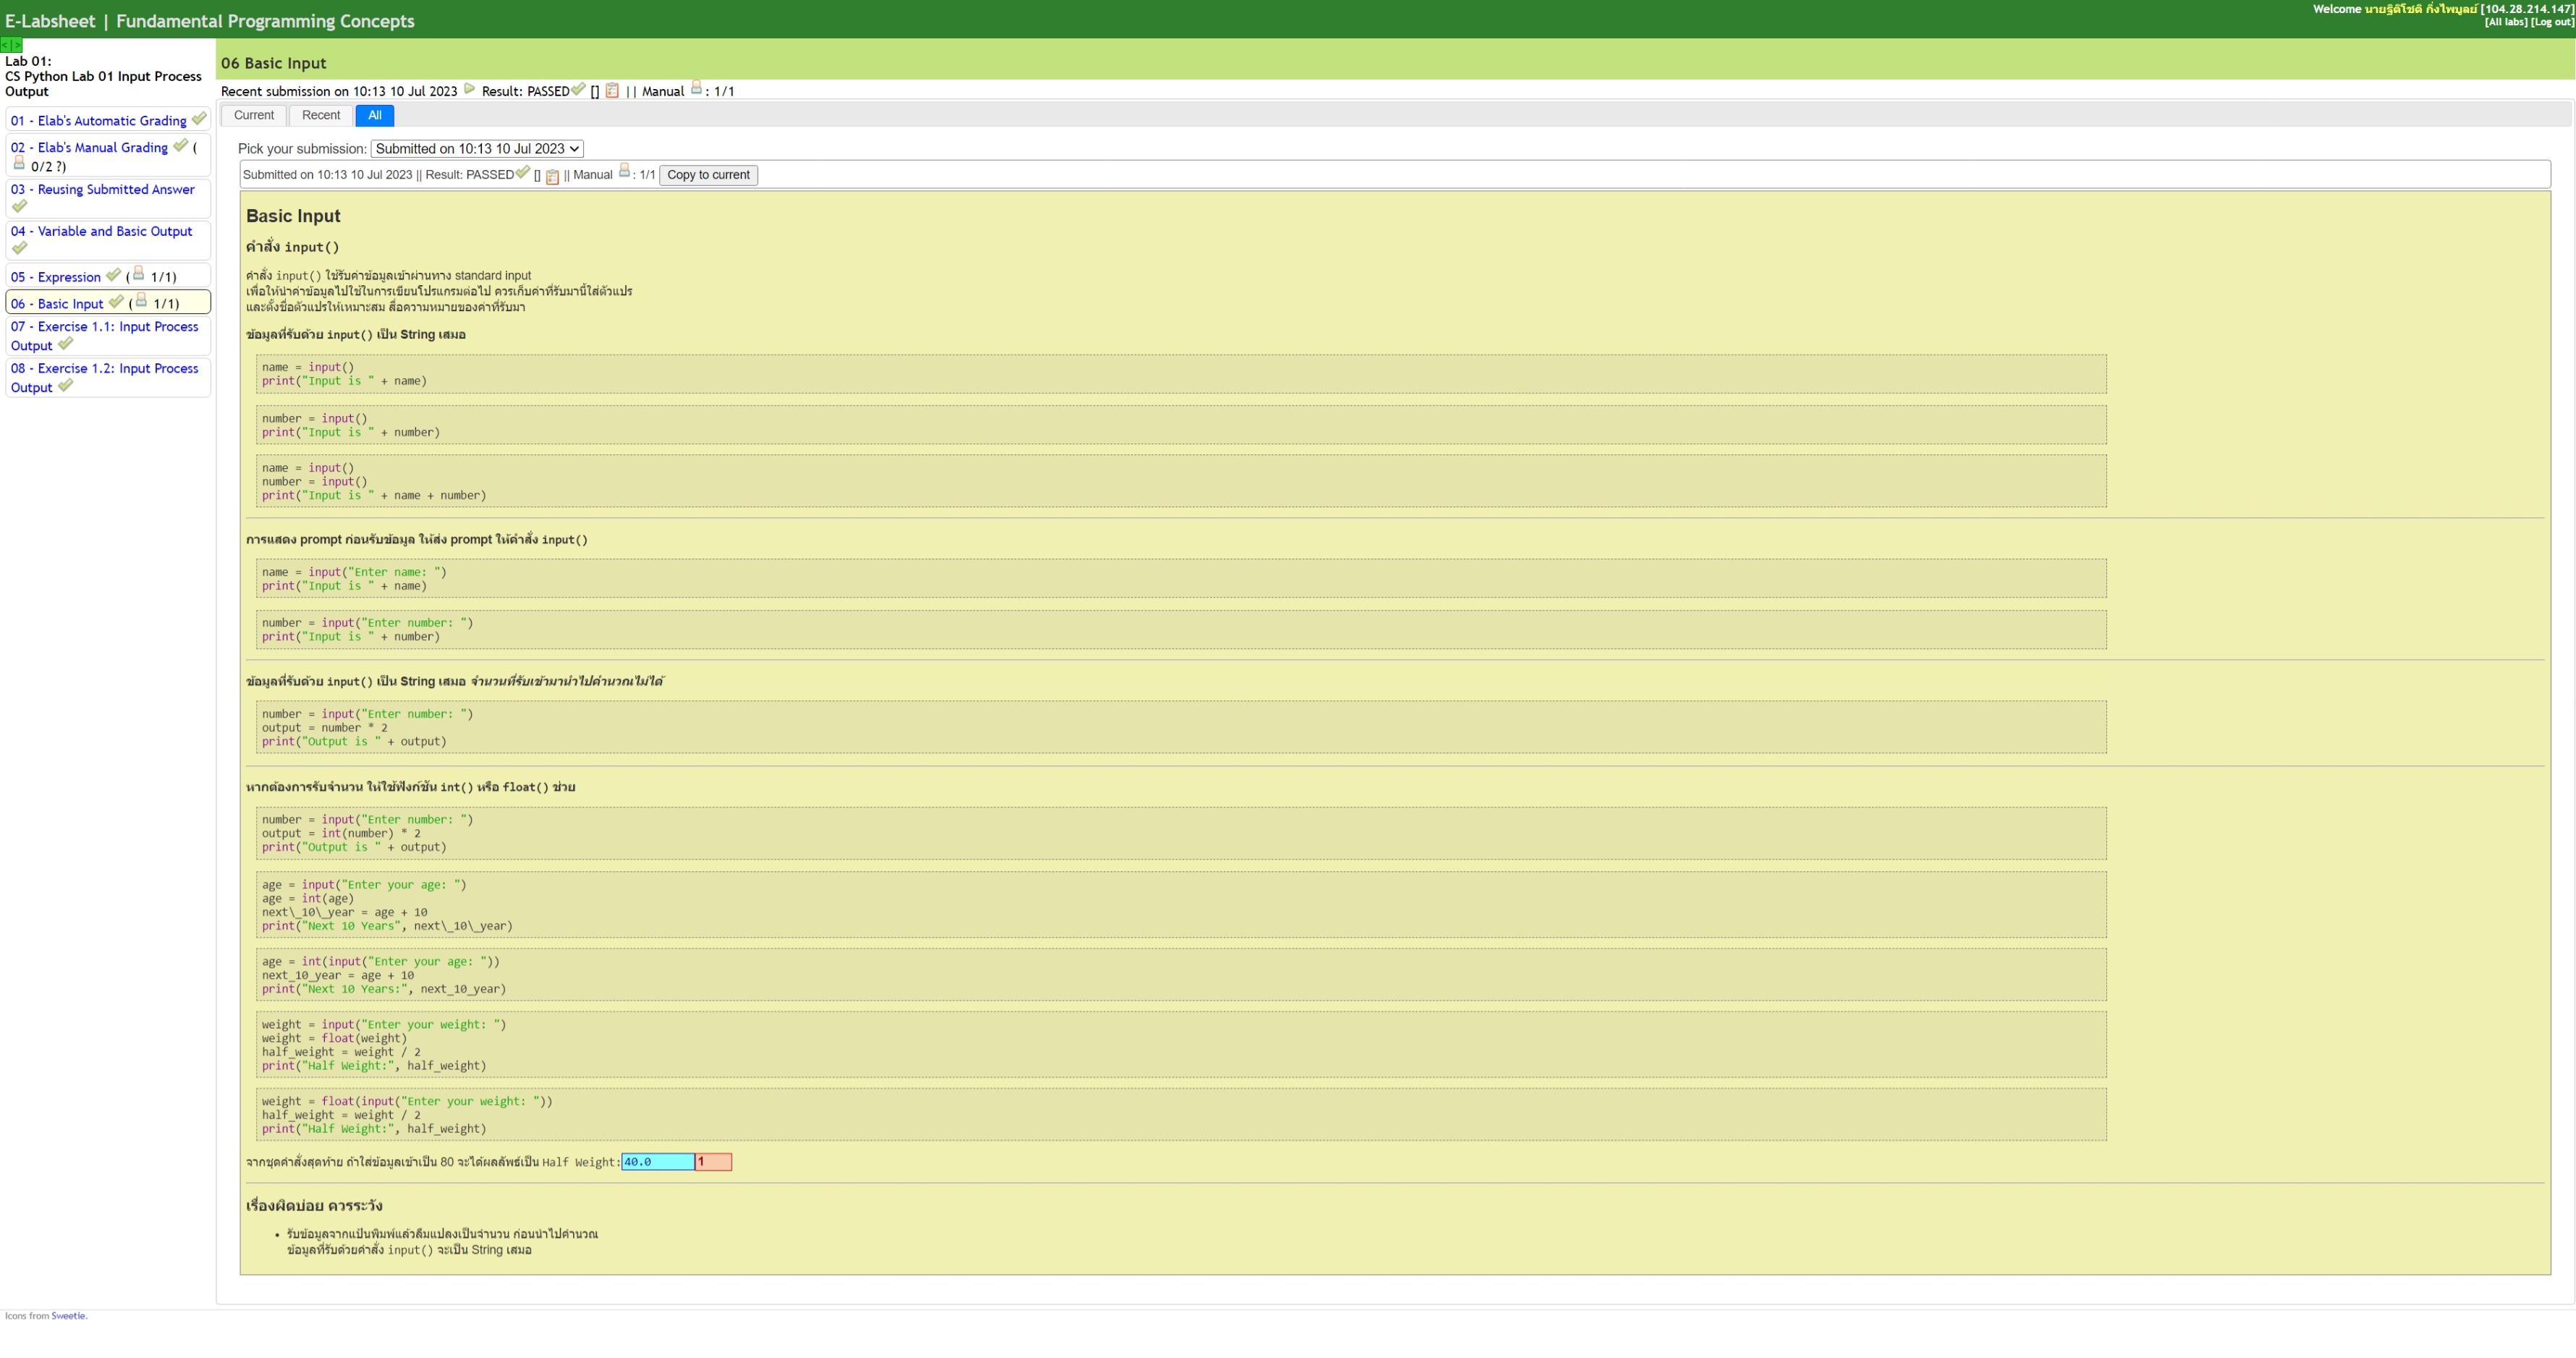 E-Labsheet | Fundamental Programming Concepts
Welcome นายฐิติโชติ กิ่งไพบูลย์ [104.28.214.147]
[All labs] [Log out]
<|>
Lab 01:
CS Python Lab 01 Input Process
Output
01 - Elab's Automatic Grading
02 - Elab's Manual Grading (
0/2 ?)
03 - Reusing Submitted Answer
04 - Variable and Basic Output
05 - Expression ( 1/1)
06 - Basic Input ( 1/1)
07 - Exercise 1.1: Input Process
Output
08 - Exercise 1.2: Input Process
Output
06 Basic Input
Recent submission on 10:13 10 Jul 2023 Result: PASSED [] || Manual : 1/1
Current Recent All
Pick your submission: Submitted on 10:13 10 Jul 2023
Submitted on 10:13 10 Jul 2023 || Result: PASSED [] || Manual : 1/1 Copy to current
Basic Input
คำสั่ง input()
คำสั่ง input() ใช้รับค่าข้อมูลเข้าผ่านทาง standard input
เพื่อให้นำค่าข้อมูลไปใช้ในการเขียนโปรแกรมต่อไป ควรเก็บค่าที่รับมานี้ใส่ตัวแปร
และตั้งชื่อตัวแปรให้เหมาะสม สื่อความหมายของค่าที่รับมา
ข้อมูลที่รับด้วย input() เป็น String เสมอ
name = input()
print("Input is " + name)
number = input()
print("Input is " + number)
name = input()
number = input()
print("Input is " + name + number)
การแสดง prompt ก่อนรับข้อมูล ให้ส่ง prompt ให้คำสั่ง input()
name = input("Enter name: ")
print("Input is " + name)
number = input("Enter number: ")
print("Input is " + number)
ข้อมูลที่รับด้วย input() เป็น String เสมอ จำนวนที่รับเข้ามานำไปคำนวณไม่ได้
number = input("Enter number: ")
output = number * 2
print("Output is " + output)
หากต้องการรับจำนวน ให้ใช้ฟังก์ชัน int() หรือ float() ช่วย
number = input("Enter number: ")
output = int(number) * 2
print("Output is " + output)
age = input("Enter your age: ")
age = int(age)
next\_10\_year = age + 10
print("Next 10 Years", next\_10\_year)
age = int(input("Enter your age: "))
next_10_year = age + 10
print("Next 10 Years:", next_10_year)
weight = input("Enter your weight: ")
weight = float(weight)
half_weight = weight / 2
print("Half Weight:", half_weight)
weight = float(input("Enter your weight: "))
half_weight = weight / 2
print("Half Weight:", half_weight)
จากชุดคำสั่งสุดท้าย ถ้าใส่ข้อมูลเข้าเป็น 80 จะได้ผลลัพธ์เป็น Half Weight: 40.0 1
เรื่องผิดบ่อย ควรระวัง
• รับข้อมูลจากแป้นพิมพ์แล้วลืมแปลงเป็นจำนวน ก่อนนำไปคำนวณ
ข้อมูลที่รับด้วยคำสั่ง input() จะเป็น String เสมอ
Icons from Sweetie.